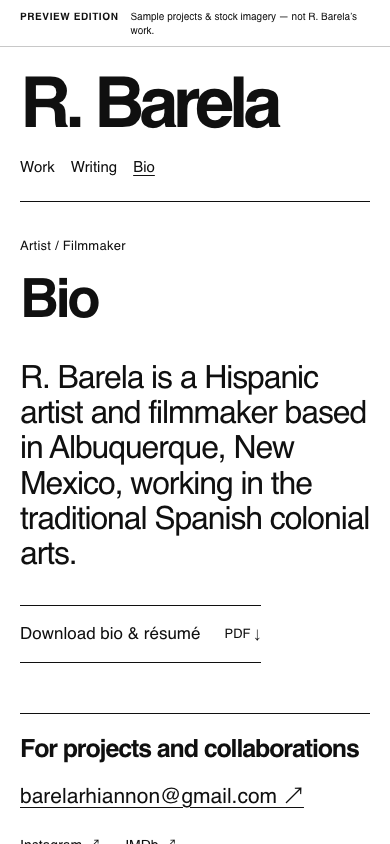 PREVIEW EDITION Sample projects & stock imagery — not R. Barela’s
work.
R. Barela
Work Writing Bio
Artist / Filmmaker
Bio
R. Barela is a Hispanic
artist and filmmaker based
in Albuquerque, New
Mexico, working in the
traditional Spanish colonial
arts.
Download bio & résumé PDF ↓
For projects and collaborations
barelarhiannon@gmail.com ↗
Instagram ↗ IMDb ↗